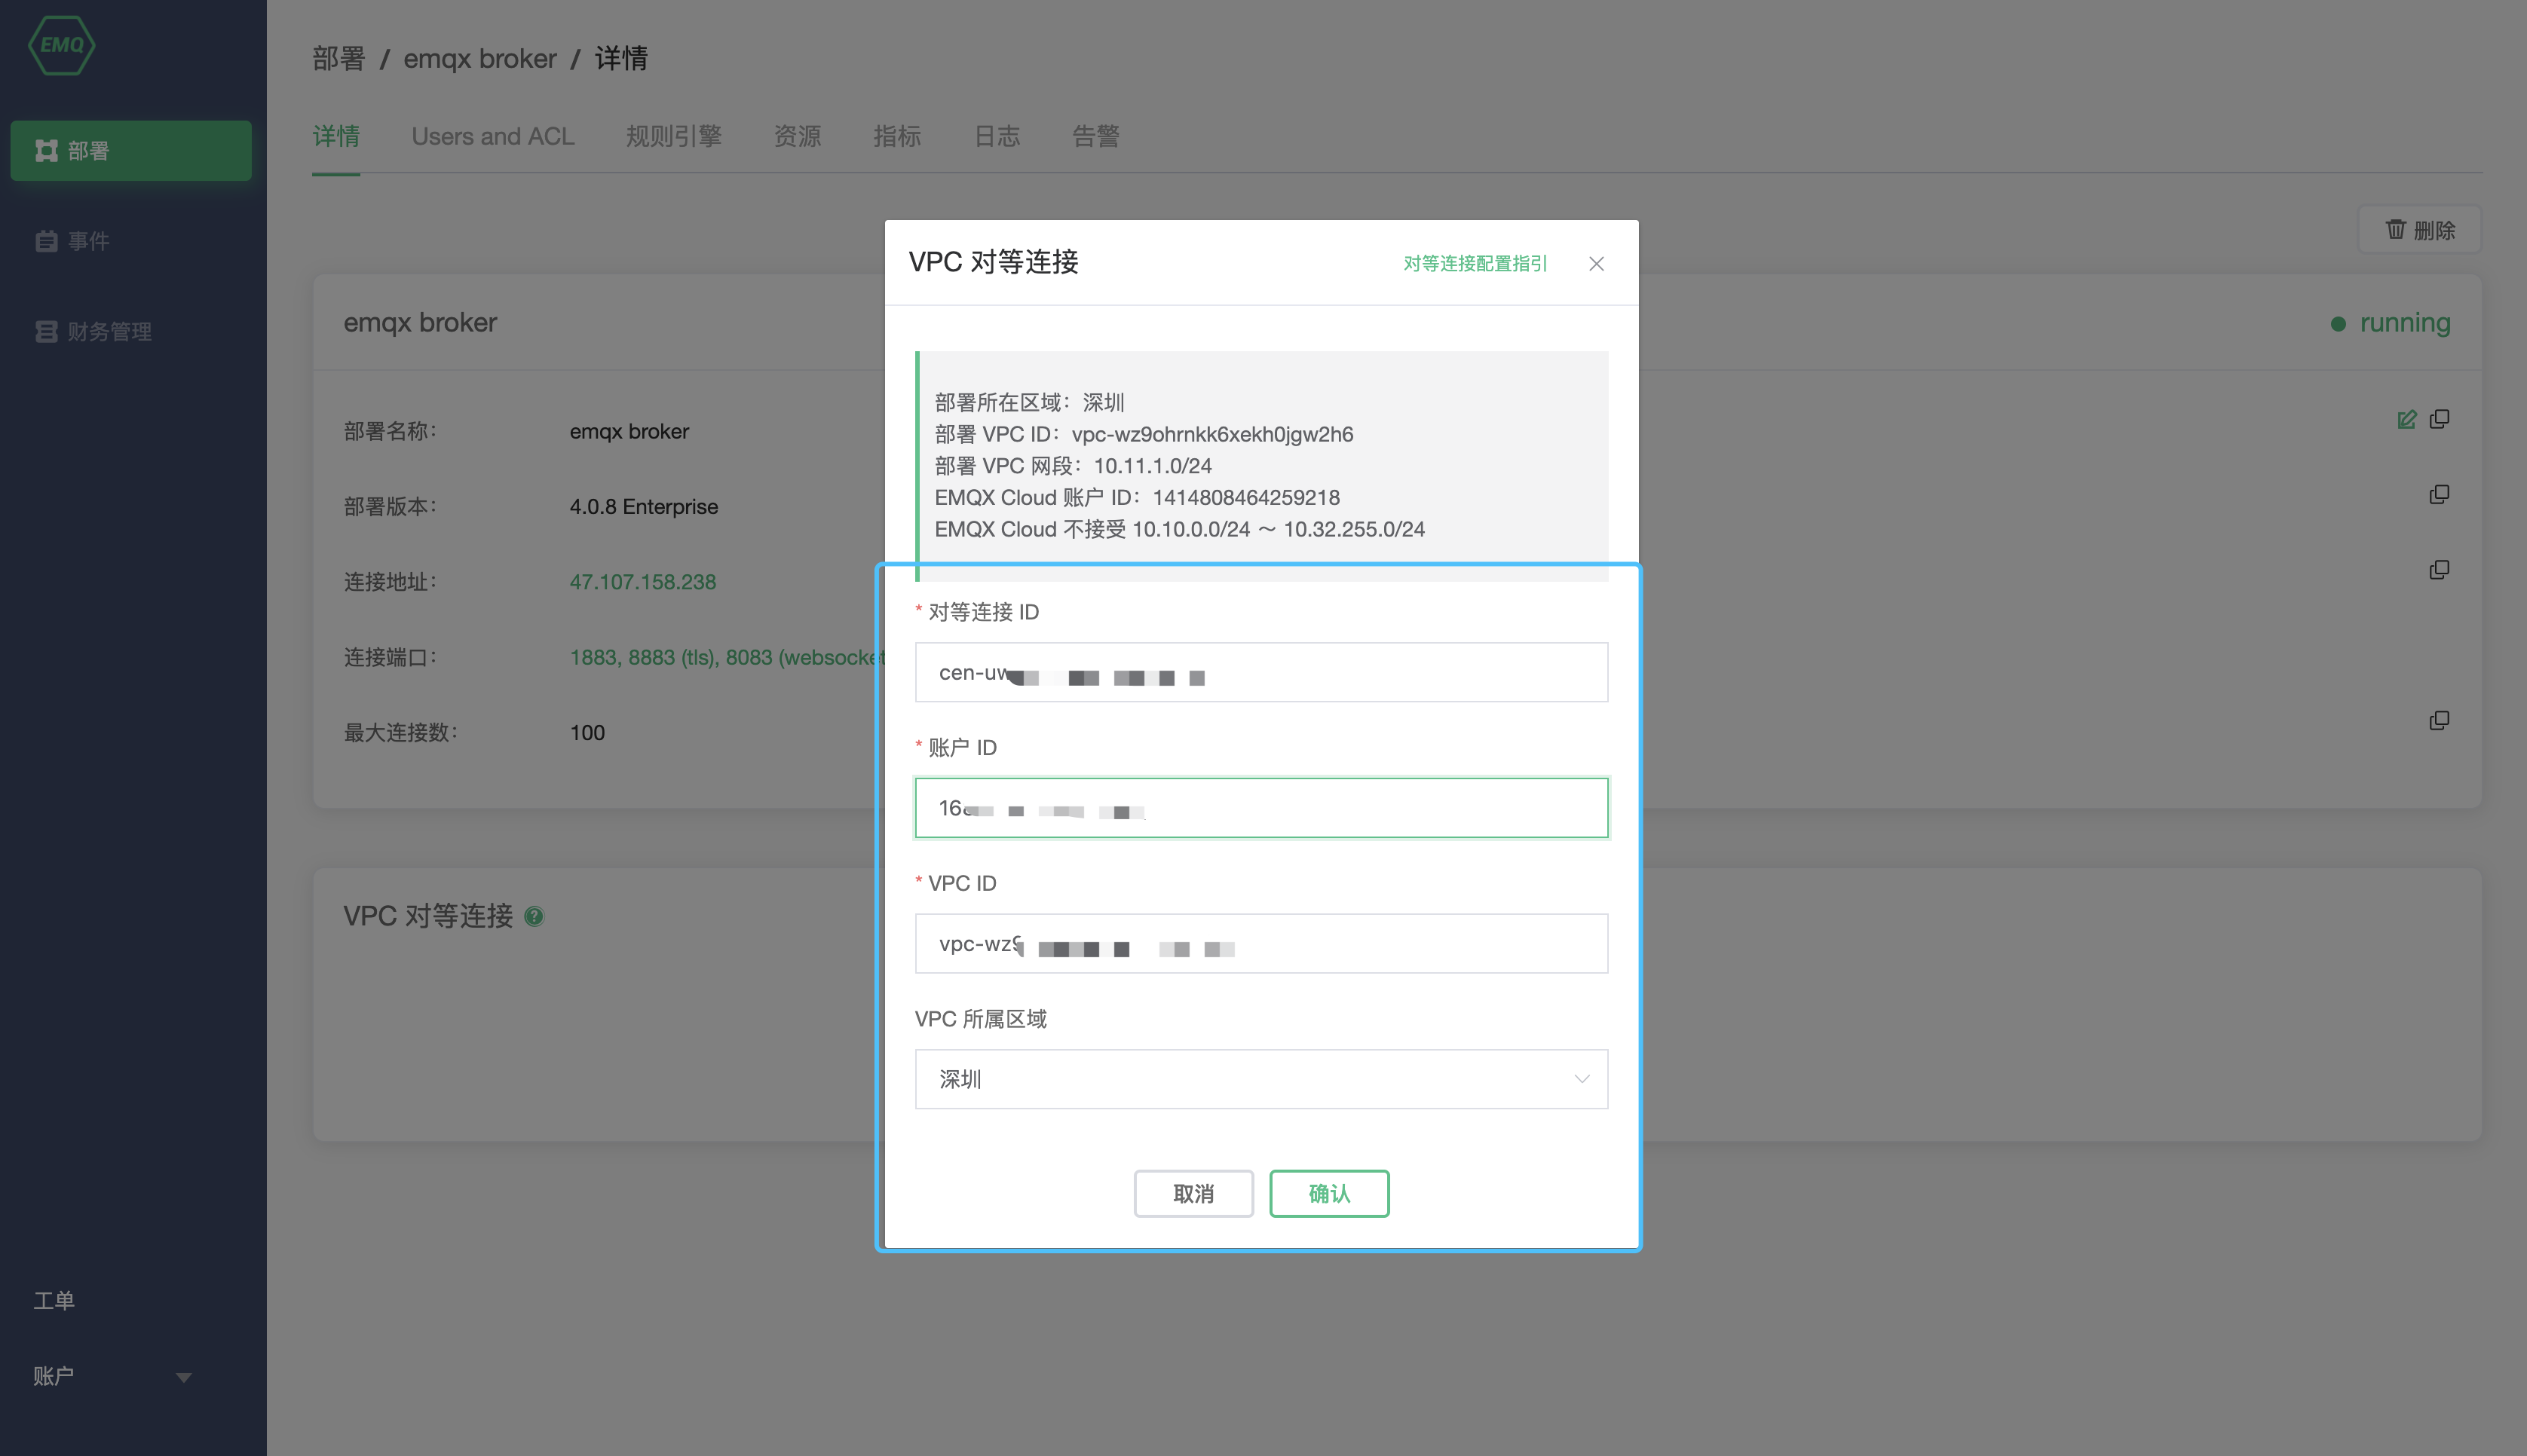 EMQ
部署 / emqx broker / 详情
部署
详情 Users and ACL 规则引擎 资源 指标 日志 告警
事件
删除
财务管理
VPC 对等连接 对等连接配置指引
emqx broker
running
部署所在区域：深圳
部署 VPC ID：vpc-wz9ohrnkk6xekh0jgw2h6
部署 VPC 网段：10.11.1.0/24
EMQX Cloud 账户 ID：1414808464259218
EMQX Cloud 不接受 10.10.0.0/24 ～ 10.32.255.0/24
部署名称： emqx broker
部署版本： 4.0.8 Enterprise
连接地址： 47.107.158.238
连接端口： 1883, 8883 (tls), 8083 (websocket
最大连接数： 100
* 对等连接 ID
cen-uw
* 账户 ID
16
* VPC ID
vpc-wz9
VPC 所属区域
深圳
取消 确认
VPC 对等连接 ?
工单
账户